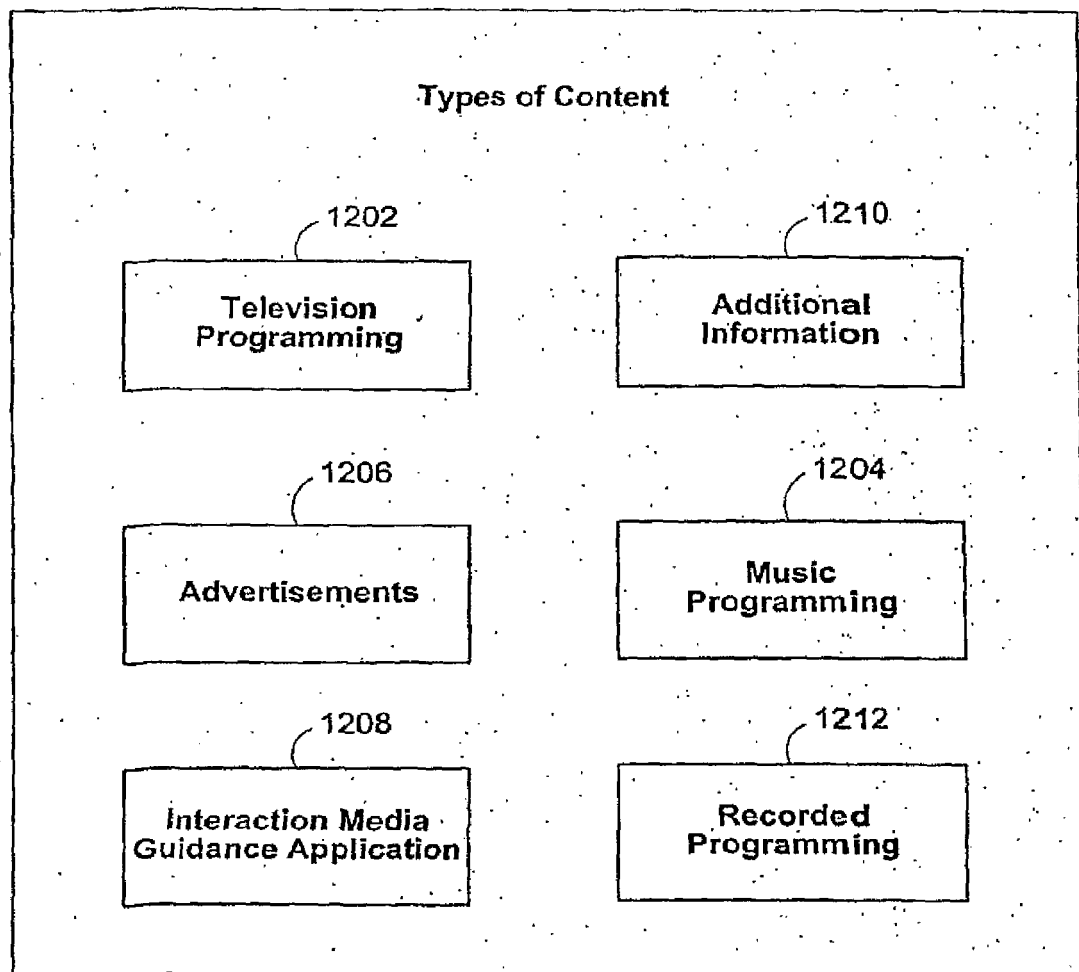 Types of Content
1202
Television
Programming
1210
Additional
Information
1206
Advertisements
1204
Music
Programming
1208
Interaction Media
Guidance Application
1212
Recorded
Programming